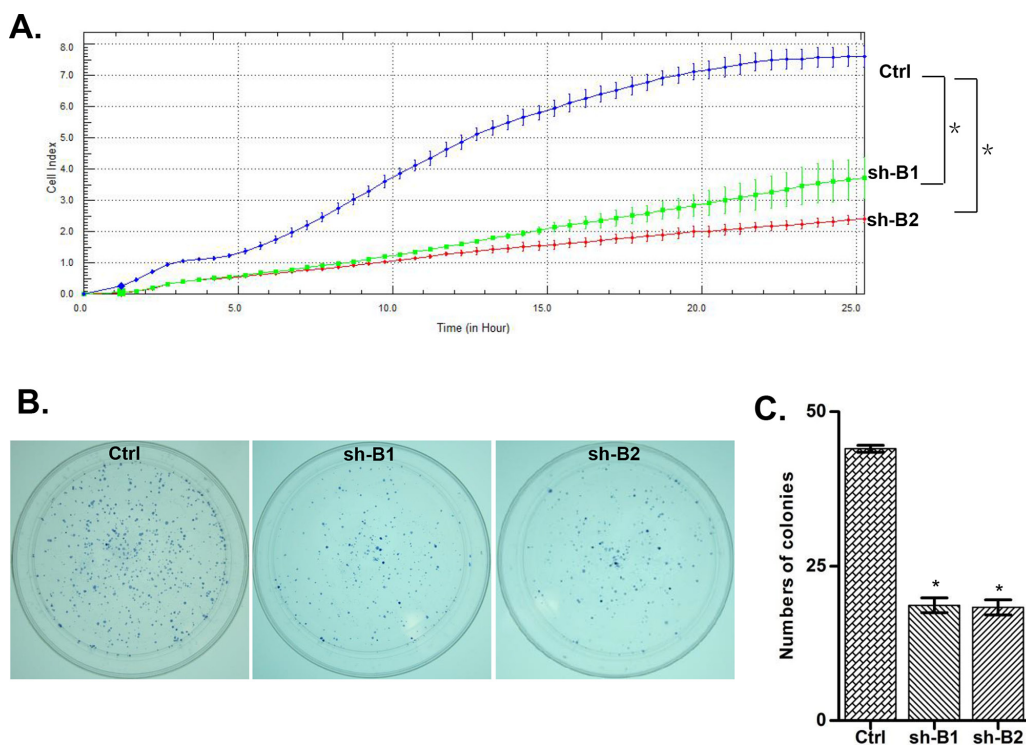 A.
8.0
7.0
6.0
5.0
4.0
3.0
2.0
1.0
0.0
Cell Index
0.0 5.0 10.0 15.0 20.0 25.0
Time (in Hour)
Ctrl
sh-B1
sh-B2
*
*
B.
Ctrl sh-B1 sh-B2
C.
50
25
0
Numbers of colonies
* *
Ctrl sh-B1 sh-B2